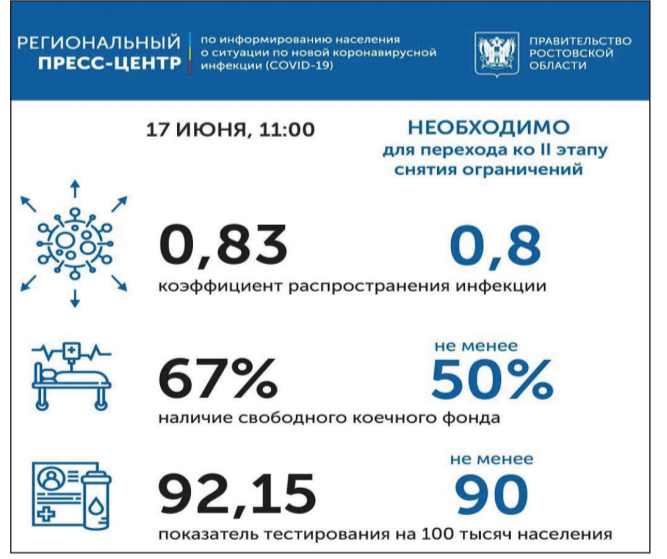 РЕГИОНАЛЬНЫЙ
ПРЕСС-ЦЕНТР
по информированию населения
о ситуации по новой коронавирусной
инфекции (COVID-19)
ПРАВИТЕЛЬСТВО
РОСТОВСКОЙ
ОБЛАСТИ
17 ИЮНЯ, 11:00
НЕОБХОДИМО
для перехода ко II этапу
снятия ограничений
0,83
0,8
коэффициент распространения инфекции
67%
не менее
50%
наличие свободного коечного фонда
92,15
не менее
90
показатель тестирования на 100 тысяч населения